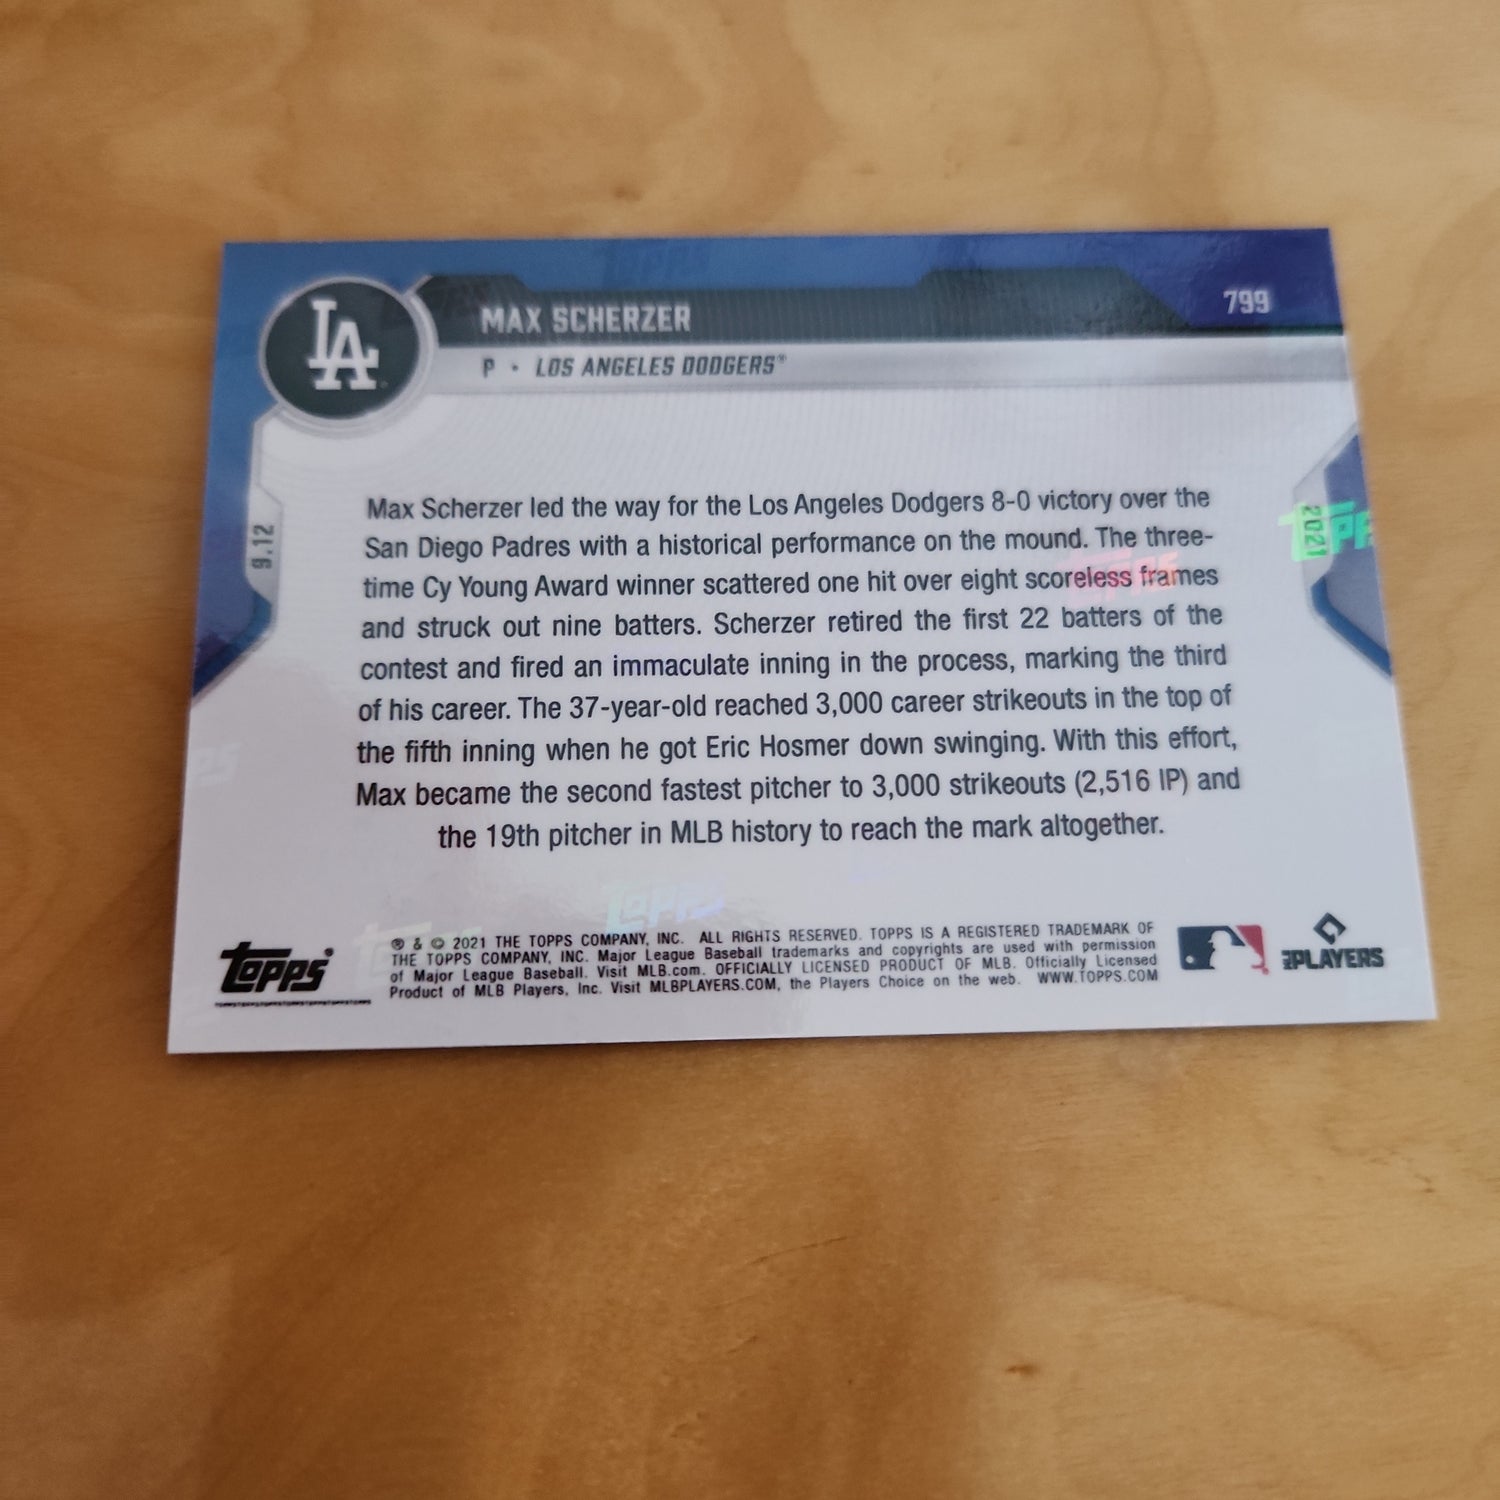 LA
MAX SCHERZER
799
P • LOS ANGELES DODGERS®
9.12
2021
Max Scherzer led the way for the Los Angeles Dodgers 8-0 victory over the
San Diego Padres with a historical performance on the mound. The three-
time Cy Young Award winner scattered one hit over eight scoreless frames
and struck out nine batters. Scherzer retired the first 22 batters of the
contest and fired an immaculate inning in the process, marking the third
of his career. The 37-year-old reached 3,000 career strikeouts in the top of
the fifth inning when he got Eric Hosmer down swinging. With this effort,
Max became the second fastest pitcher to 3,000 strikeouts (2,516 IP) and
the 19th pitcher in MLB history to reach the mark altogether.
topps®
® & © 2021 THE TOPPS COMPANY, INC. ALL RIGHTS RESERVED. TOPPS IS A REGISTERED TRADEMARK OF
THE TOPPS COMPANY, INC. Major League Baseball trademarks and copyrights are used with permission
of Major League Baseball. Visit MLB.com. OFFICIALLY LICENSED PRODUCT OF MLB. Officially Licensed
Product of MLB Players, Inc. Visit MLBPLAYERS.COM, the Players Choice on the web. WWW.TOPPS.COM
PLAYERS